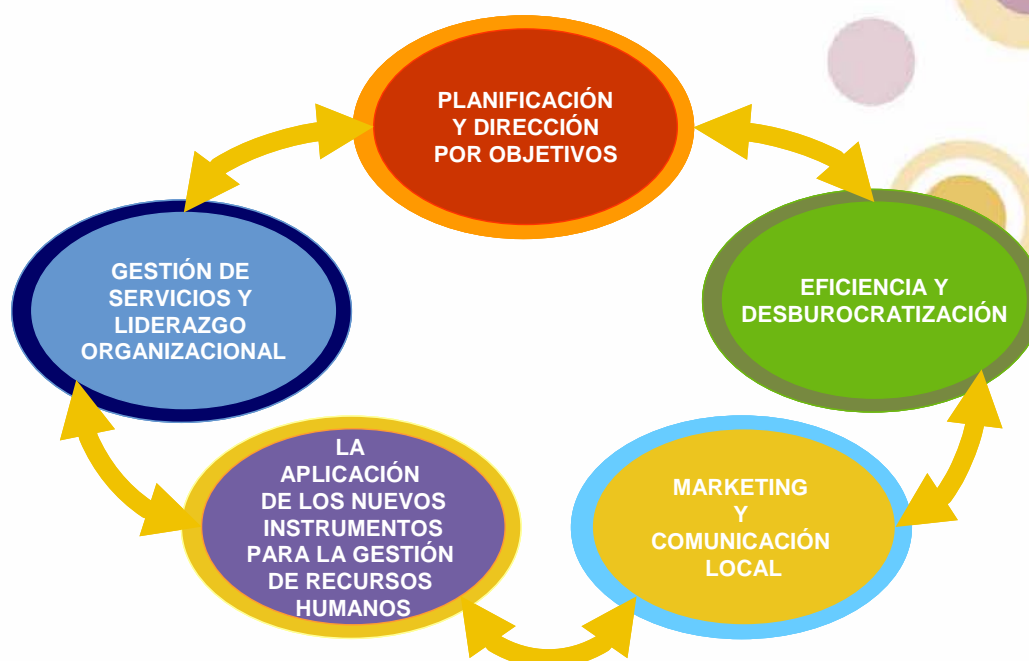 PLANIFICACIÓN
Y DIRECCIÓN
POR OBJETIVOS
GESTIÓN DE
SERVICIOS Y
LIDERAZGO
ORGANIZACIONAL
EFICIENCIA Y
DESBUROCRATIZACIÓN
LA
APLICACIÓN
DE LOS NUEVOS
INSTRUMENTOS
PARA LA GESTIÓN
DE RECURSOS
HUMANOS
MARKETING
Y
COMUNICACIÓN
LOCAL